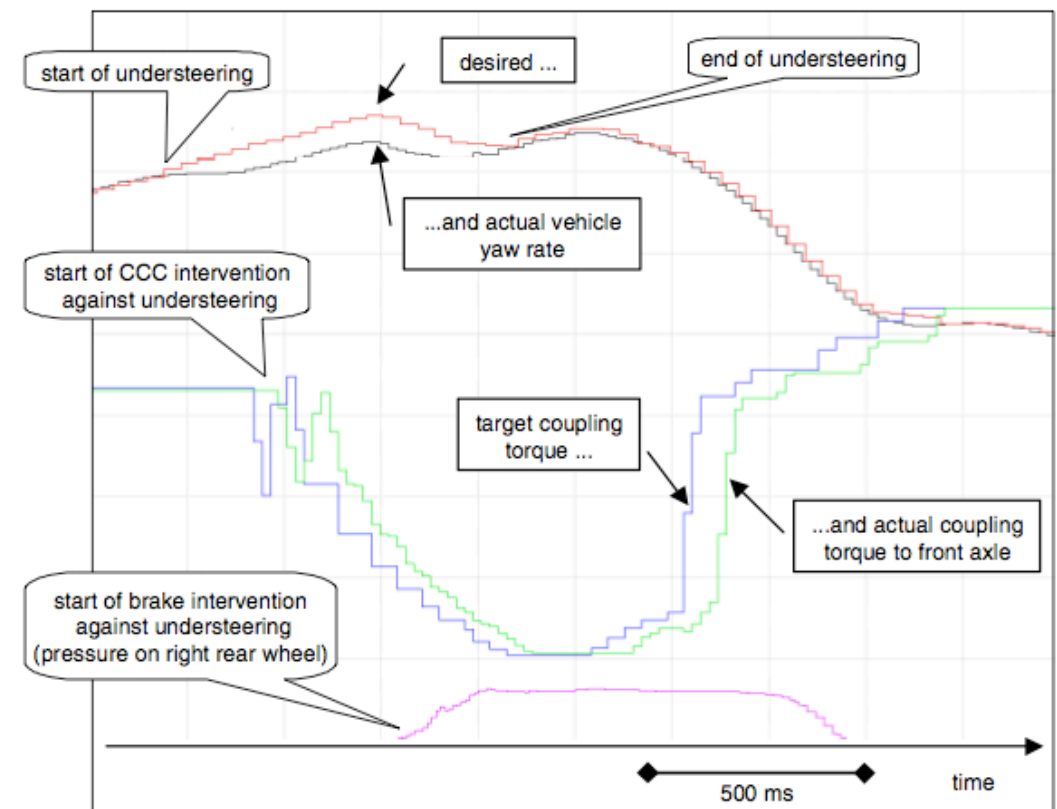 start of understeering
desired ...
end of understeering
...and actual vehicle
yaw rate
start of CCC intervention
against understeering
target coupling
torque ...
...and actual coupling
torque to front axle
start of brake intervention
against understeering
(pressure on right rear wheel)
500 ms
time